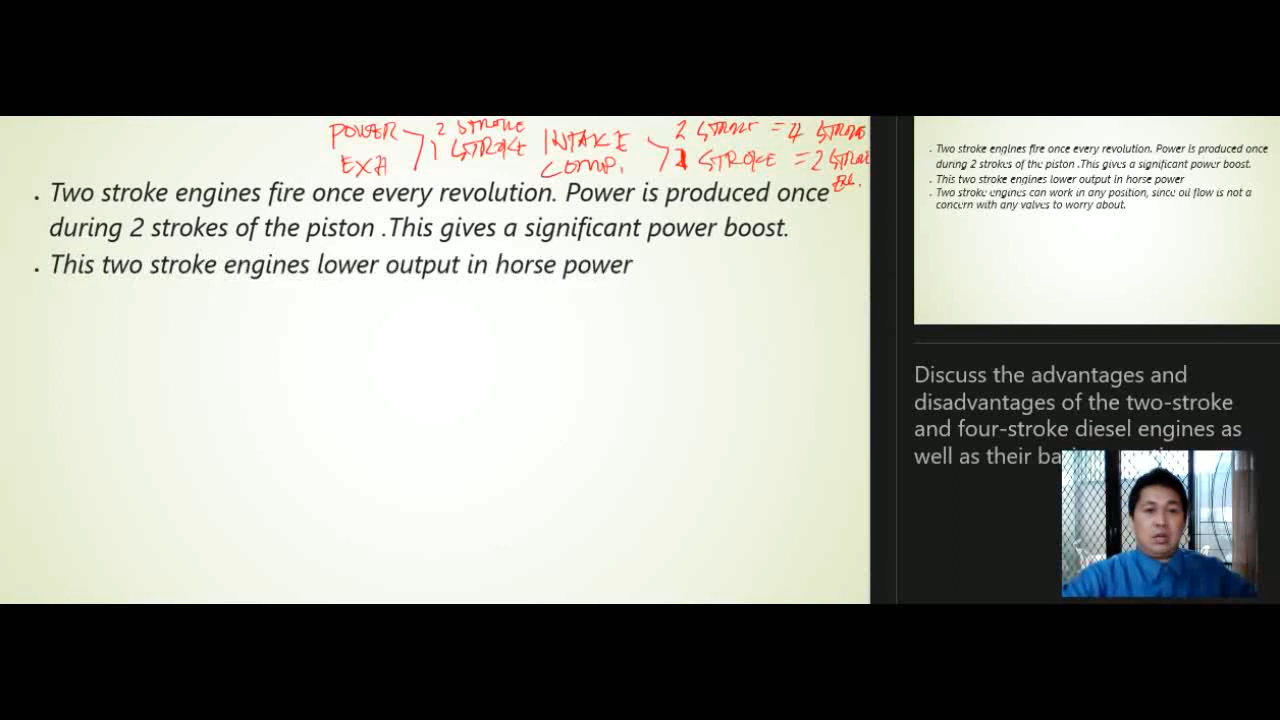 POWER 2 STROKE INTAKE 2 STROKE = 4 STROKE
EXH 1 STROKE COMP. 1 STROKE = 2 STROKE
. Two stroke engines fire once every revolution. Power is produced once
during 2 strokes of the piston .This gives a significant power boost.
. This two stroke engines lower output in horse power
. Two stroke engines fire once every revolution. Power is produced once
during 2 strokes of the piston .This gives a significant power boost.
. This two stroke engines lower output in horse power
. Two stroke engines can work in any position, since oil flow is not a
concern with any valves to worry about.
Discuss the advantages and
disadvantages of the two-stroke
and four-stroke diesel engines as
well as their